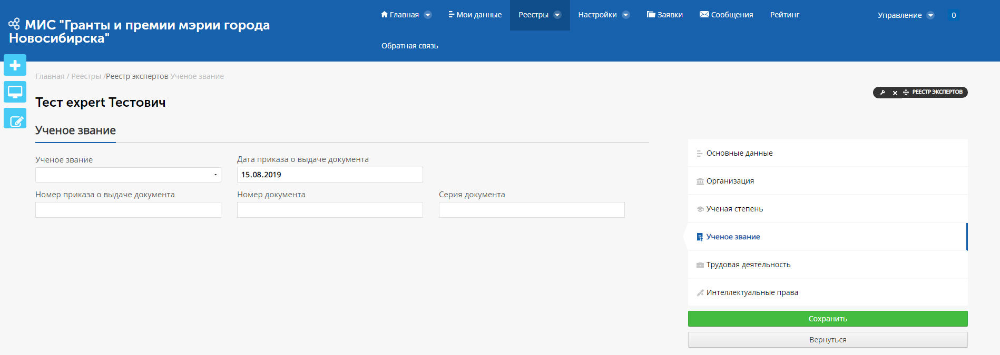 МИС "Гранты и премии мэрии города
Новосибирска"
Главная
Мои данные
Реестры
Настройки
Заявки
Сообщения
Рейтинг
Обратная связь
Управление
0
Главная / Реестры /Реестр экспертов Ученое звание
РЕЕСТР ЭКСПЕРТОВ
Тест expert Тестович
Ученое звание
Ученое звание
Дата приказа о выдаче документа
15.08.2019
Номер приказа о выдаче документа
Номер документа
Серия документа
Основные данные
Организация
Ученая степень
Ученое звание
Трудовая деятельность
Интеллектуальные права
Сохранить
Вернуться